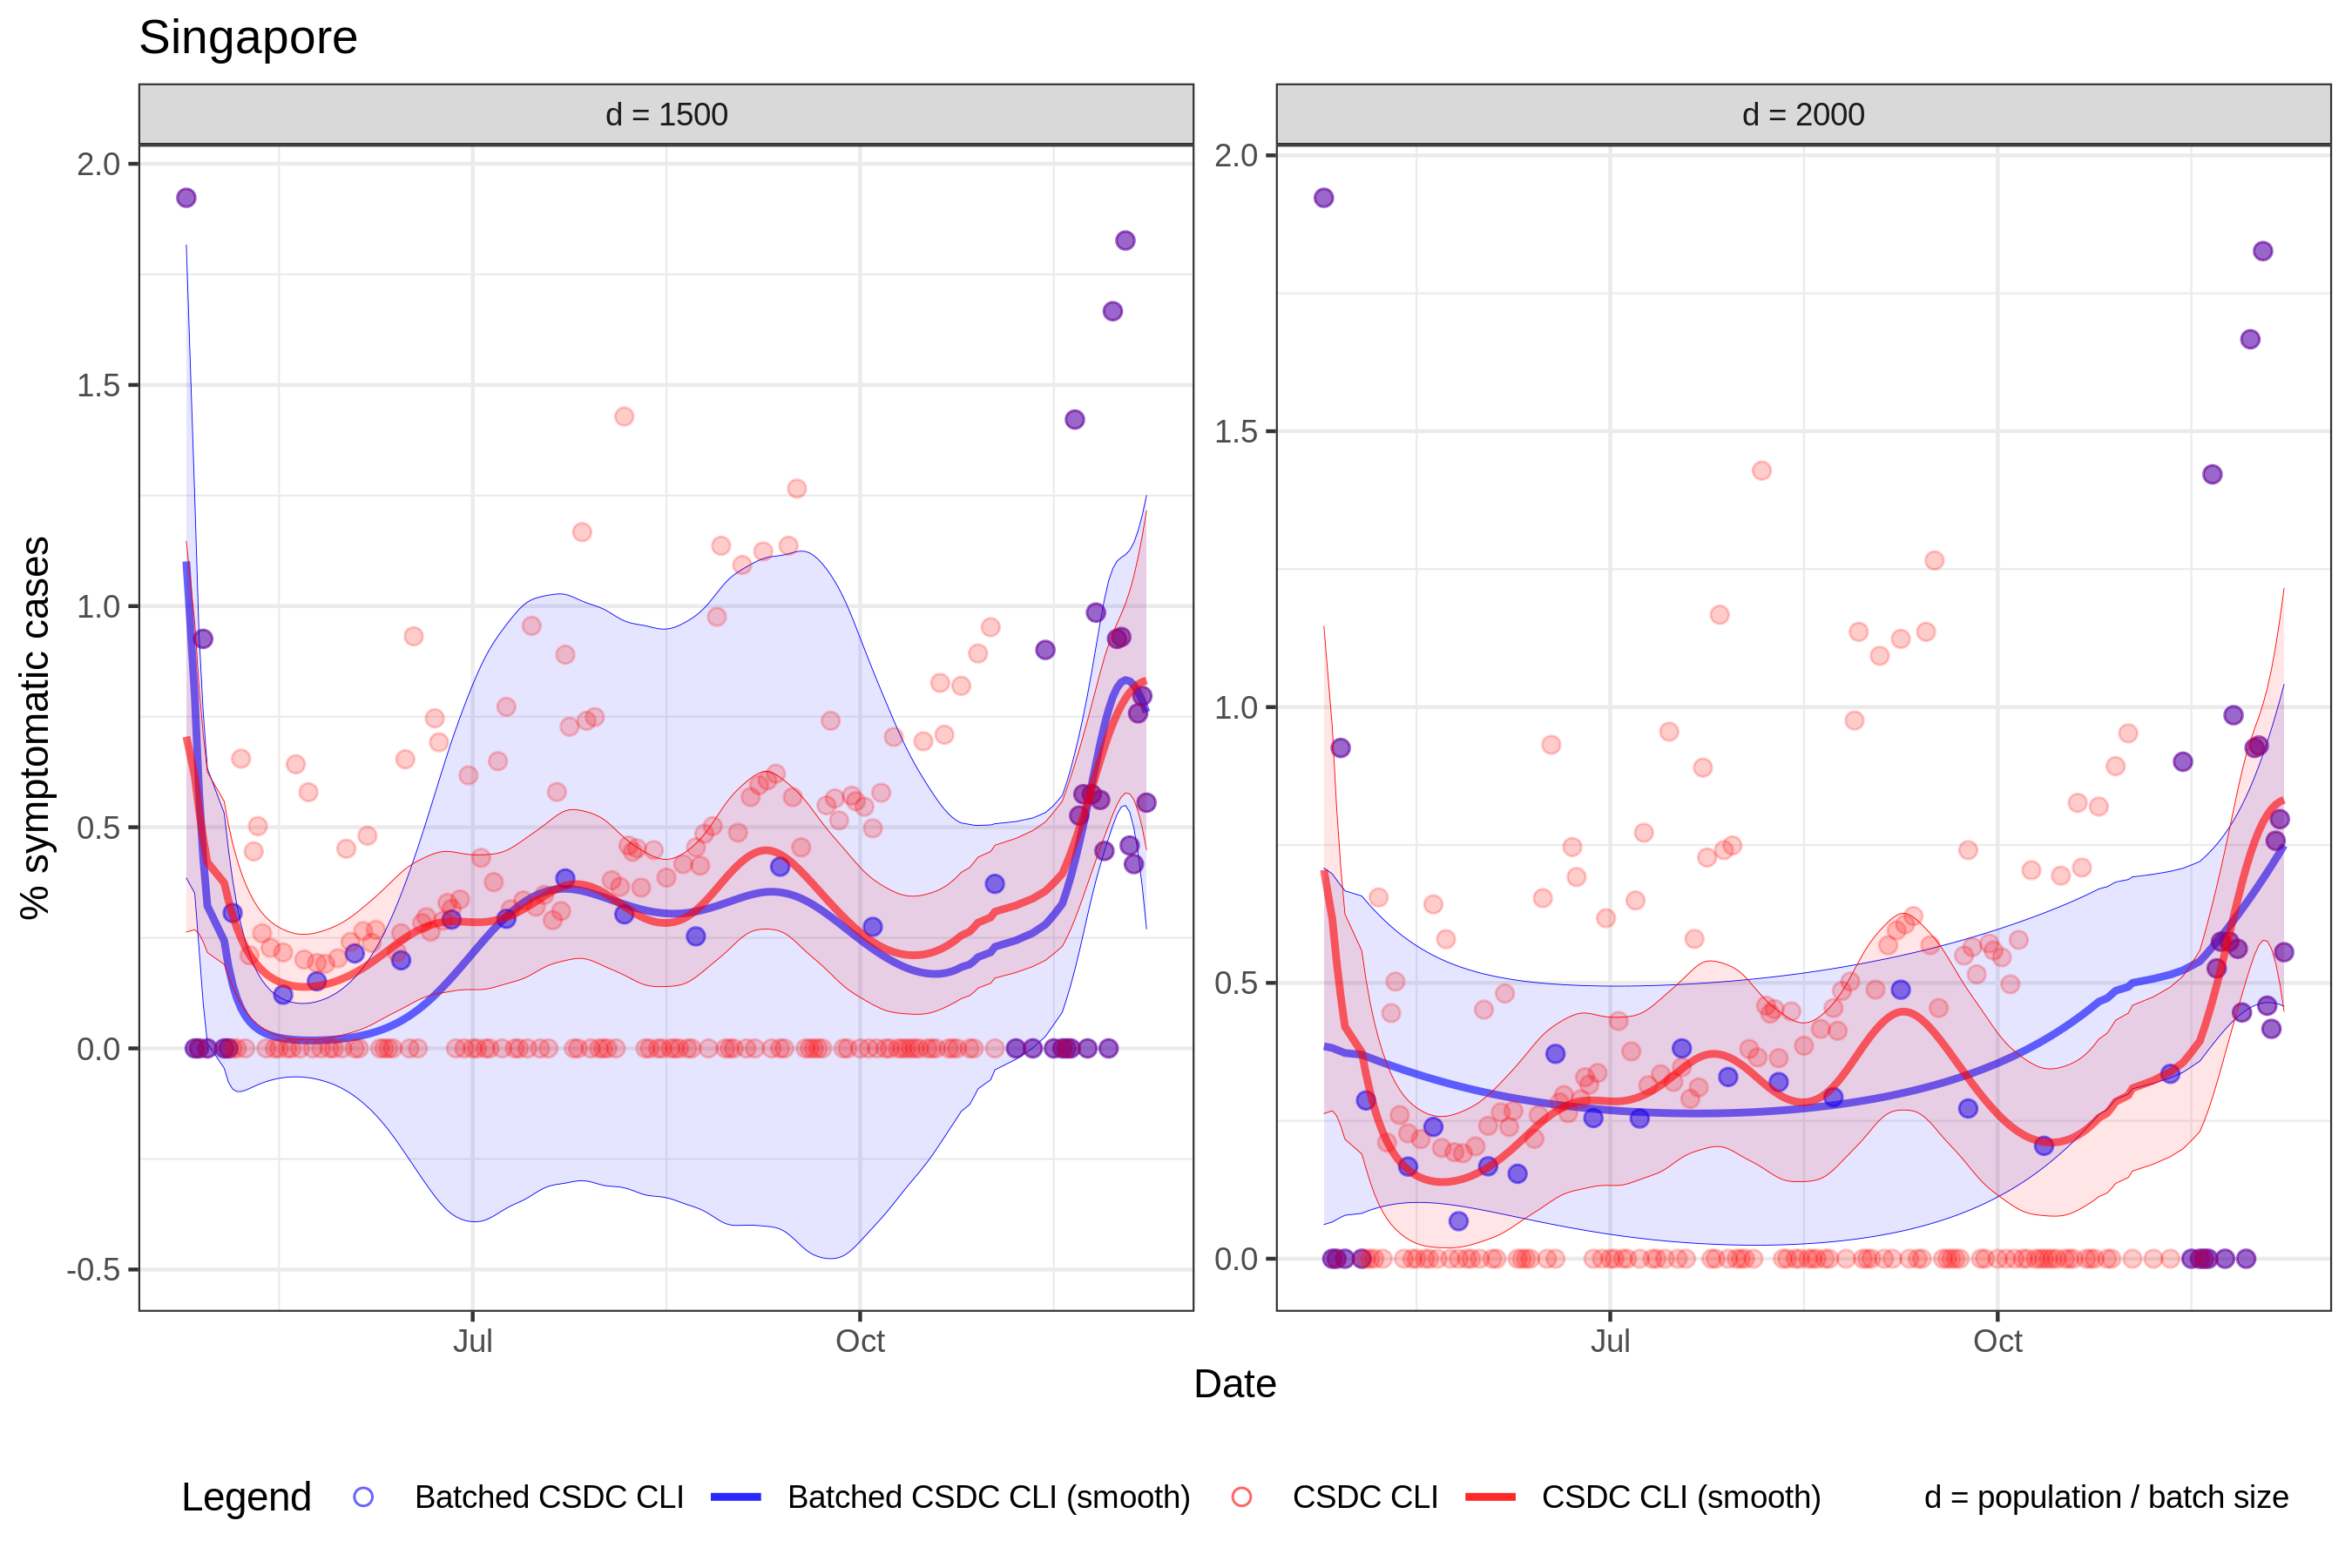 Singapore
d = 1500
d = 2000
% symptomatic cases
2.0
1.5
1.0
0.5
0.0
-0.5
2.0
1.5
1.0
0.5
0.0
Jul
Oct
Jul
Oct
Date
Legend Batched CSDC CLI Batched CSDC CLI (smooth) CSDC CLI CSDC CLI (smooth) d = population / batch size